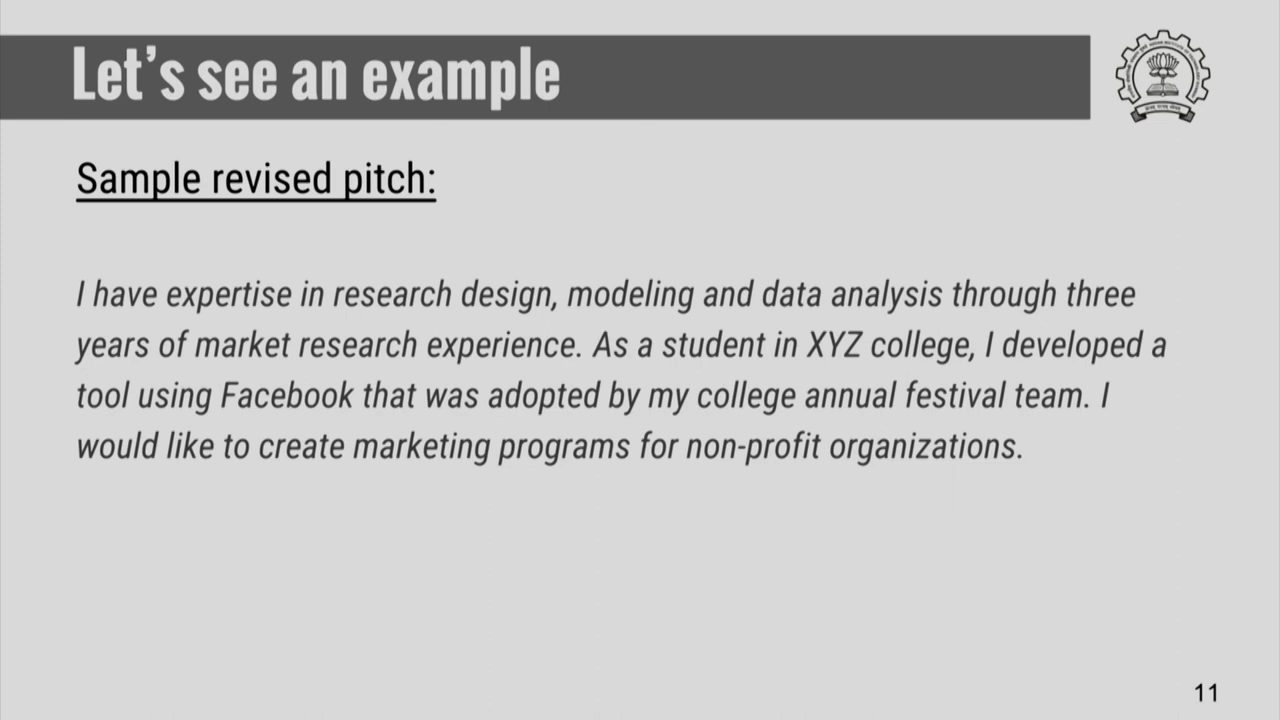 Let's see an example
Sample revised pitch:
I have expertise in research design, modeling and data analysis through three
years of market research experience. As a student in XYZ college, I developed a
tool using Facebook that was adopted by my college annual festival team. I
would like to create marketing programs for non-profit organizations.
11